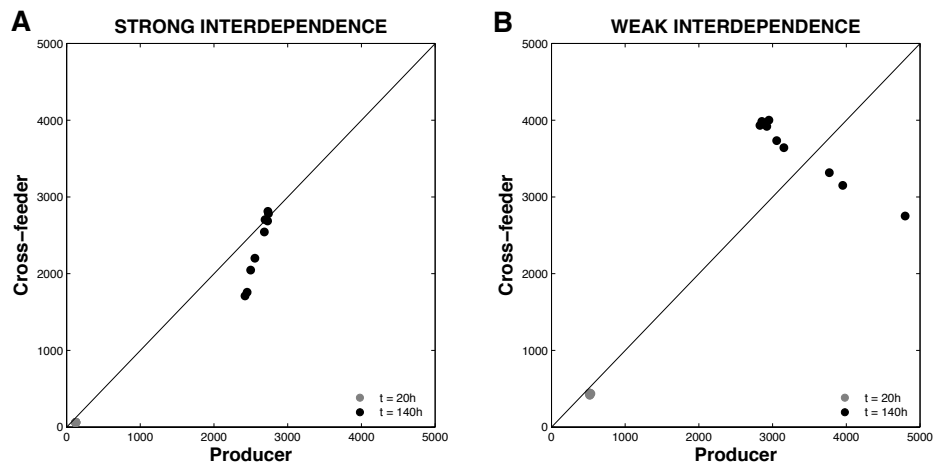 A
STRONG INTERDEPENDENCE
5000
4000
3000
2000
1000
0
Cross−feeder
0 1000 2000 3000 4000 5000
Producer
t = 20h
t = 140h
B
WEAK INTERDEPENDENCE
5000
4000
3000
2000
1000
0
Cross−feeder
0 1000 2000 3000 4000 5000
Producer
t = 20h
t = 140h